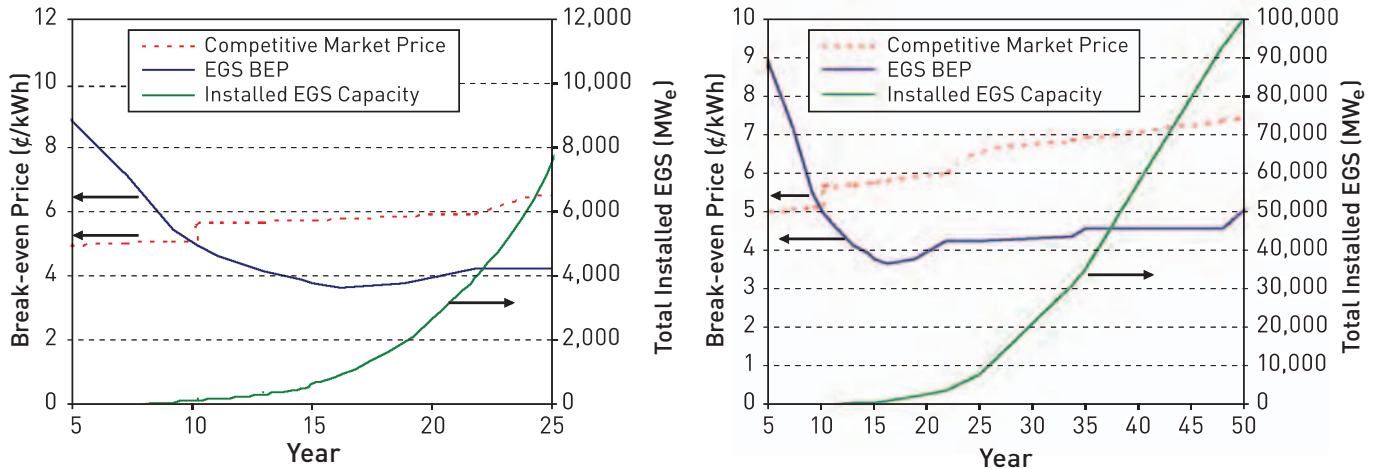 Break-even Price (¢/kWh)
12
10
8
6
4
2
0
Competitive Market Price
EGS BEP
Installed EGS Capacity
12,000
10,000
8,000
6,000
4,000
2,000
0
Total Installed EGS (MWe)
5 10 15 20 25
Year
Break-even Price (¢/kWh)
10
9
8
7
6
5
4
3
2
1
0
Competitive Market Price
EGS BEP
Installed EGS Capacity
100,000
90,000
80,000
70,000
60,000
50,000
40,000
30,000
20,000
10,000
0
Total Installed EGS (MWe)
5 10 15 20 25 30 35 40 45 50
Year